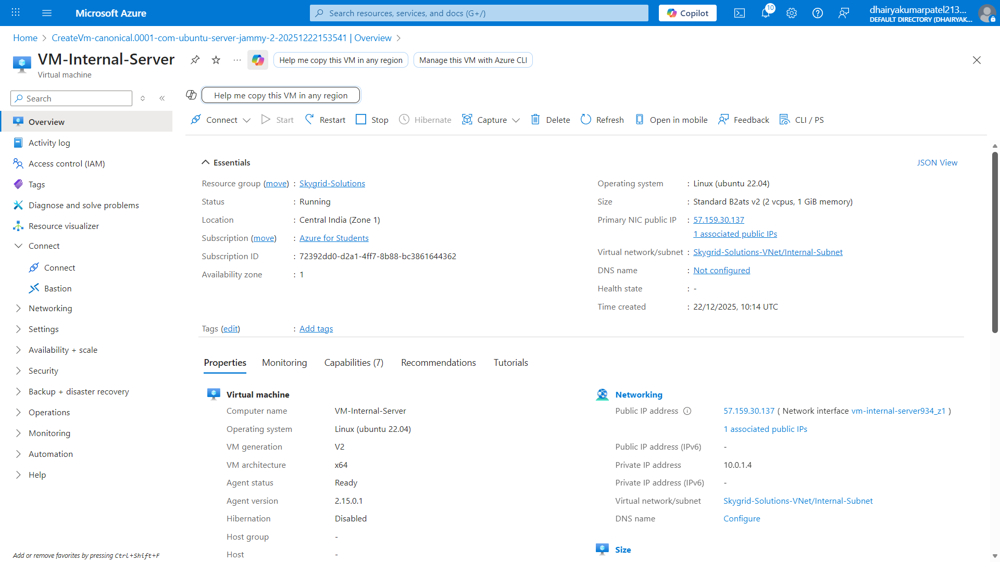 Microsoft Azure
Search resources, services, and docs (G+/)
Copilot
10
dhairyakumarpatel213...
DEFAULT DIRECTORY (DHAIRYAK...
Home > CreateVm-canonical.0001-com-ubuntu-server-jammy-2-20251222153541 | Overview >
VM-Internal-Server
...
Help me copy this VM in any region
Manage this VM with Azure CLI
Virtual machine
Search
Help me copy this VM in any region
Connect
Start
Restart
Stop
Hibernate
Capture
Delete
Refresh
Open in mobile
Feedback
CLI / PS
Overview
Activity log
Access control (IAM)
Tags
Diagnose and solve problems
Resource visualizer
Connect
Connect
Bastion
Networking
Settings
Availability + scale
Security
Backup + disaster recovery
Operations
Monitoring
Automation
Help
Add or remove favorites by pressing Ctrl+Shift+F
Essentials
JSON View
Resource group (move) : Skygrid-Solutions
Status : Running
Location : Central India (Zone 1)
Subscription (move) : Azure for Students
Subscription ID : 72392dd0-d2a1-4ff7-8b88-bc3861644362
Availability zone : 1
Operating system : Linux (ubuntu 22.04)
Size : Standard B2ats v2 (2 vcpus, 1 GiB memory)
Primary NIC public IP : 57.159.30.137
1 associated public IPs
Virtual network/subnet : Skygrid-Solutions-VNet/Internal-Subnet
DNS name : Not configured
Health state : -
Time created : 22/12/2025, 10:14 UTC
Tags (edit) : Add tags
Properties
Monitoring
Capabilities (7)
Recommendations
Tutorials
Virtual machine
Computer name VM-Internal-Server
Operating system Linux (ubuntu 22.04)
VM generation V2
VM architecture x64
Agent status Ready
Agent version 2.15.0.1
Hibernation Disabled
Host group -
Host -
Networking
Public IP address 57.159.30.137 ( Network interface vm-internal-server934_z1 )
1 associated public IPs
Public IP address (IPv6) -
Private IP address 10.0.1.4
Private IP address (IPv6) -
Virtual network/subnet Skygrid-Solutions-VNet/Internal-Subnet
DNS name Configure
Size